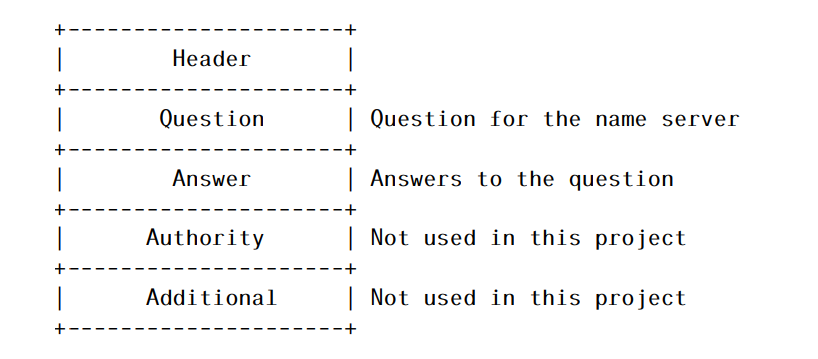 +---------------------+
|        Header       |
+---------------------+
|       Question      | Question for the name server
+---------------------+
|        Answer       | Answers to the question
+---------------------+
|      Authority      | Not used in this project
+---------------------+
|      Additional     | Not used in this project
+---------------------+